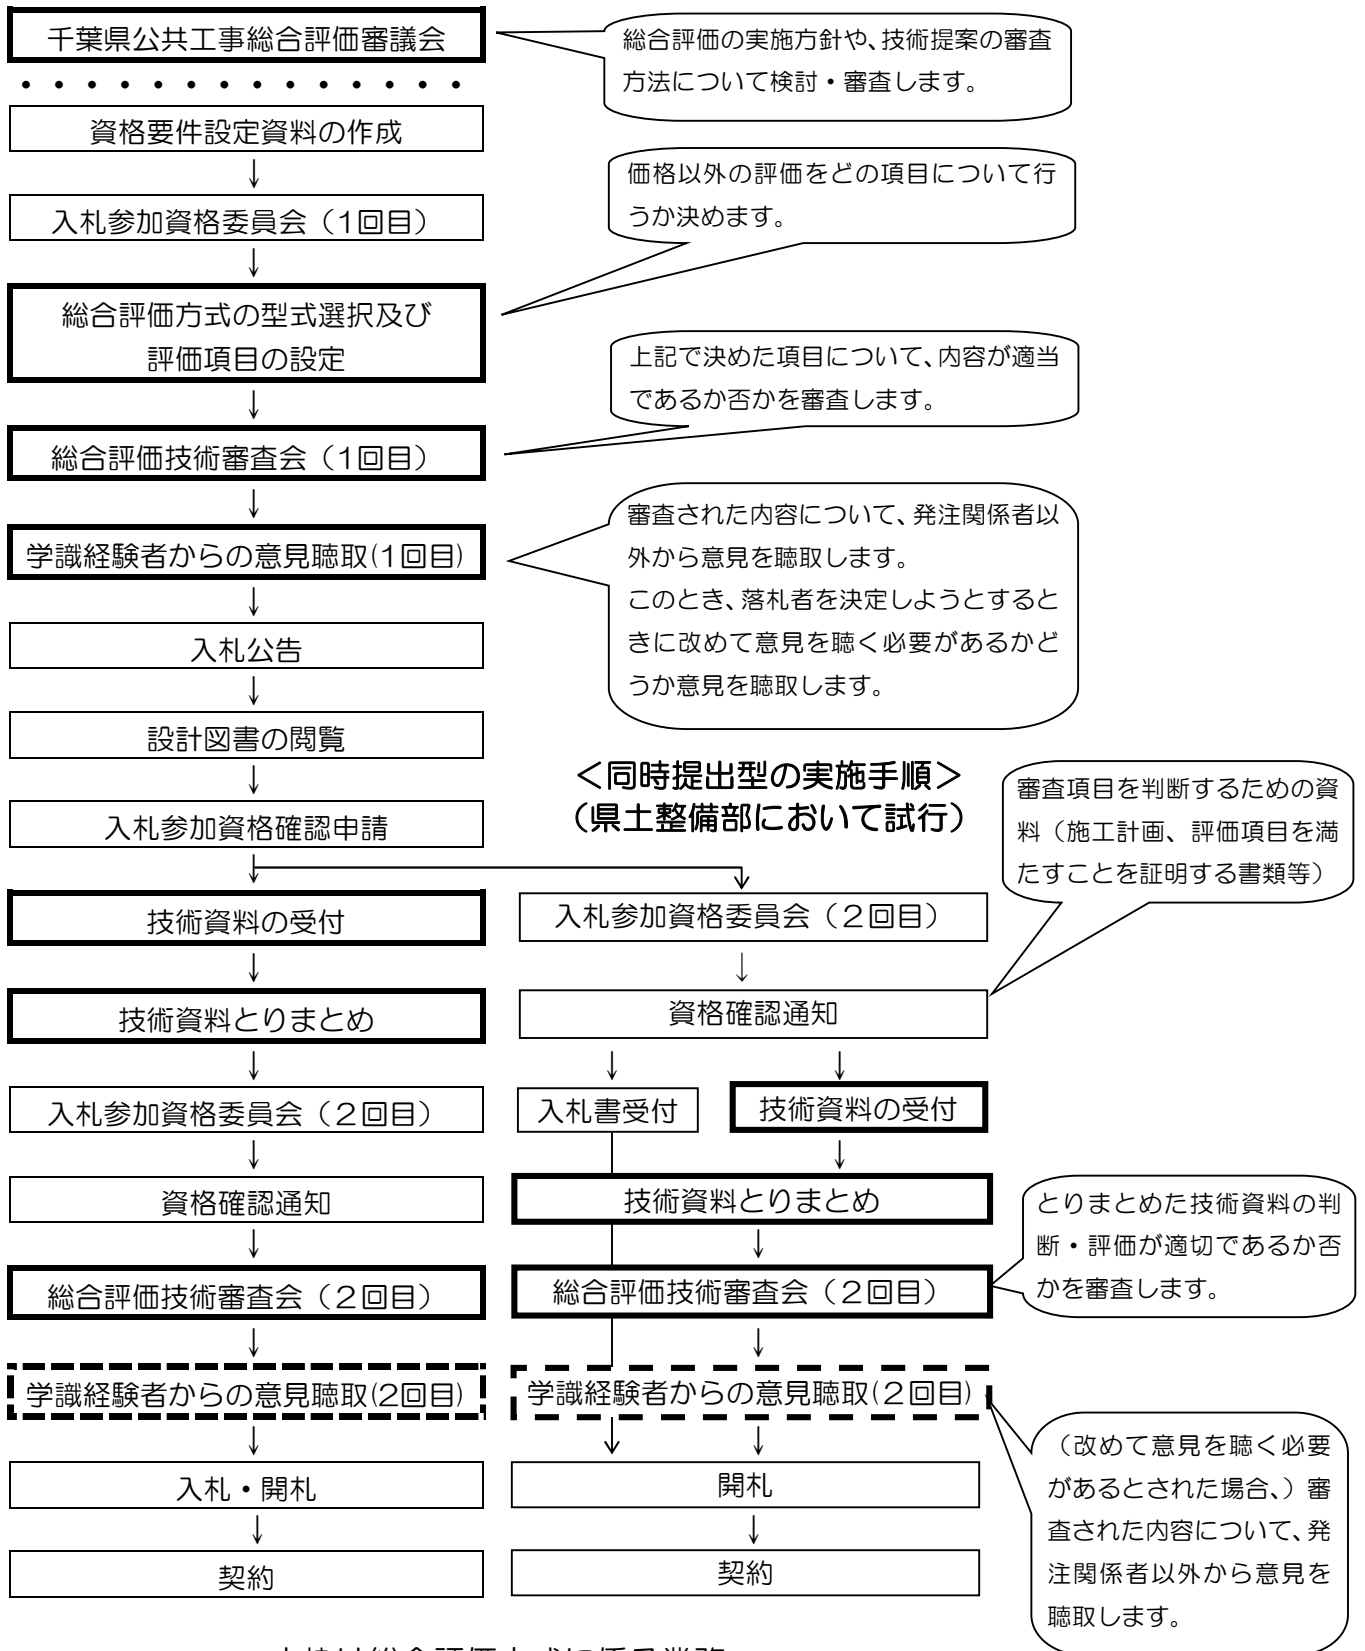 千葉県公共工事総合評価審議会
総合評価の実施方針や、技術提案の審査
方法について検討・審査します。
・・・・・・・・・・・・・・
資格要件設定資料の作成
↓
価格以外の評価をどの項目について行
うか決めます。
入札参加資格委員会（1回目）
↓
総合評価方式の型式選択及び
評価項目の設定
上記で決めた項目について、内容が適当
であるか否かを審査します。
↓
総合評価技術審査会（1回目）
↓
審査された内容について、発注関係者以
外から意見を聴取します。
このとき、落札者を決定しようとすると
きに改めて意見を聴く必要があるかど
うか意見を聴取します。
学識経験者からの意見聴取(1回目)
↓
入札公告
↓
設計図書の閲覧
↓
入札参加資格確認申請
＜同時提出型の実施手順＞
（県土整備部において試行）
審査項目を判断するための資
料（施工計画、評価項目を満
たすことを証明する書類等）
↓
技術資料の受付
↓
技術資料とりまとめ
↓
入札参加資格委員会（２回目）
↓
資格確認通知
↓
総合評価技術審査会（２回目）
↓
学識経験者からの意見聴取(2回目)
↓
入札・開札
↓
契約
入札参加資格委員会（２回目）
↓
資格確認通知
↓ ↓
入札書受付 技術資料の受付
↓
技術資料とりまとめ
↓
総合評価技術審査会（２回目）
とりまとめた技術資料の判
断・評価が適切であるか否
かを審査します。
↓
学識経験者からの意見聴取(２回目)
（改めて意見を聴く必要
があるとされた場合、）審
査された内容について、発
注関係者以外から意見を
聴取します。
↓
開札
↓
契約